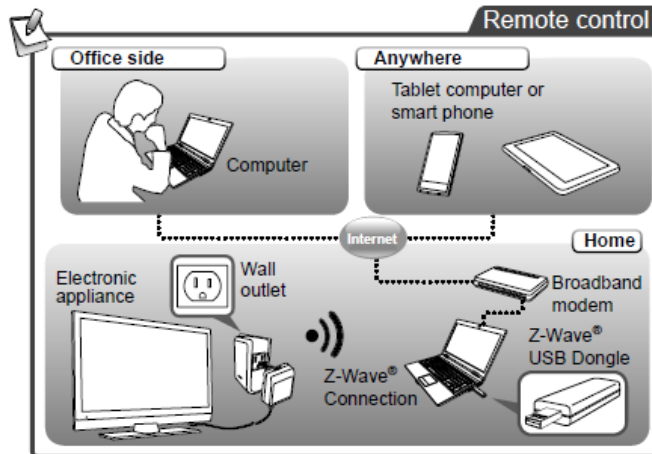 Remote control
Office side
Computer
Anywhere
Tablet computer or
smart phone
Internet
Home
Electronic
appliance
Wall
outlet
Z-Wave®
Connection
Broadband
modem
Z-Wave®
USB Dongle